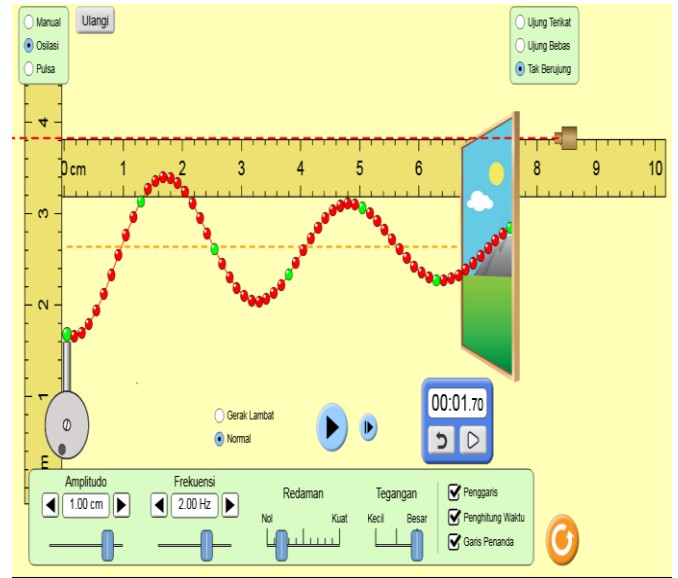 Manual
Osilasi
Pulsa
Ulangi
Ujung Terikat
Ujung Bebas
Tak Berujung
4
3
2
1
m
0 cm 1 2 3 4 5 6 8 9 10
Gerak Lambat
Normal
00:01.70
Amplitudo
1.00 cm
Frekuensi
2.00 Hz
Redaman
Nol Kuat
Tegangan
Kecil Besar
Penggaris
Penghitung Waktu
Garis Penanda